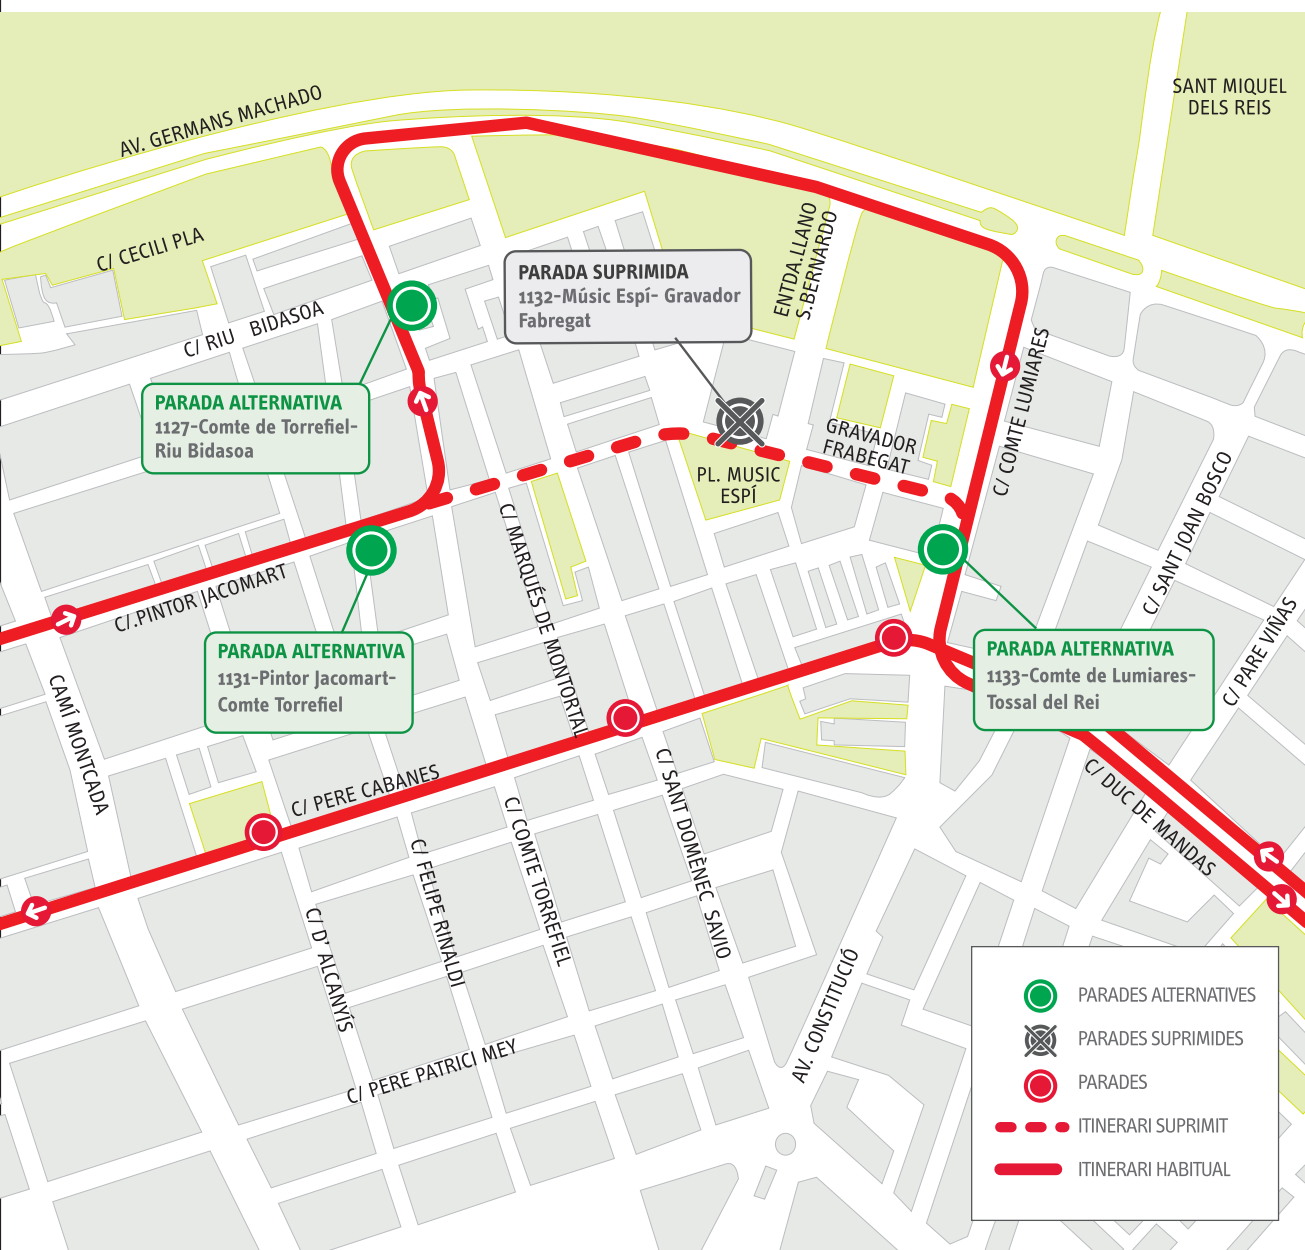 SANT MIQUEL
DELS REIS
AV. GERMANS MACHADO
C/ CECILI PLA
ENTDA.LLANO
S.BERNARDO
PARADA SUPRIMIDA
1132-Músic Espí- Gravador
Fabregat
C/ RIU BIDASOA
C/ COMTE LUMIARES
PARADA ALTERNATIVA
1127-Comte de Torrefiel-
Riu Bidasoa
GRAVADOR
FRABEGAT
PL. MUSIC
ESPÍ
C/ SANT JOAN BOSCO
C/ MARQUÉS DE MONTORTAL
C/.PINTOR JACOMART
C/ PARE VIÑAS
PARADA ALTERNATIVA
1131-Pintor Jacomart-
Comte Torrefiel
PARADA ALTERNATIVA
1133-Comte de Lumiares-
Tossal del Rei
CAMÍ MONTCADA
C/ PERE CABANES
C/ SANT DOMÈNEC SAVIO
C/ DUC DE MANDAS
C/ COMTE TORREFIEL
C/ FELIPE RINALDI
C/ D' ALCANYÍS
AV. CONSTITUCIÓ
C/ PERE PATRICI MEY
PARADES ALTERNATIVES
PARADES SUPRIMIDES
PARADES
ITINERARI SUPRIMIT
ITINERARI HABITUAL